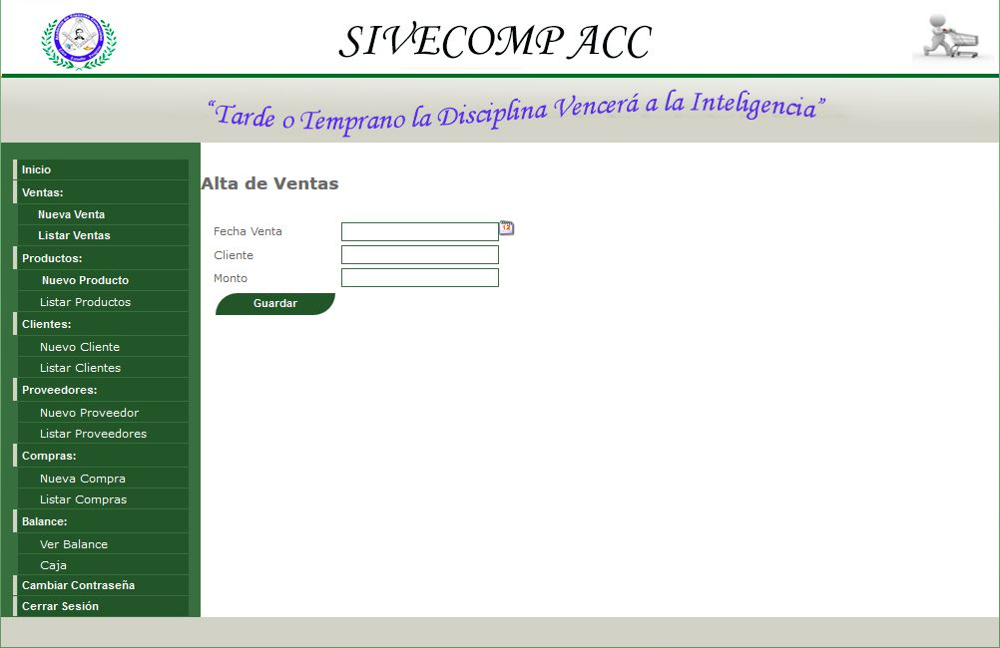 SIVECOMP ACC
“Tarde o Temprano la Disciplina Vencerá a la Inteligencia”
Inicio
Ventas:
Nueva Venta
Listar Ventas
Productos:
Nuevo Producto
Listar Productos
Clientes:
Nuevo Cliente
Listar Clientes
Proveedores:
Nuevo Proveedor
Listar Proveedores
Compras:
Nueva Compra
Listar Compras
Balance:
Ver Balance
Caja
Cambiar Contraseña
Cerrar Sesión
Alta de Ventas
Fecha Venta
12
Cliente
Monto
Guardar